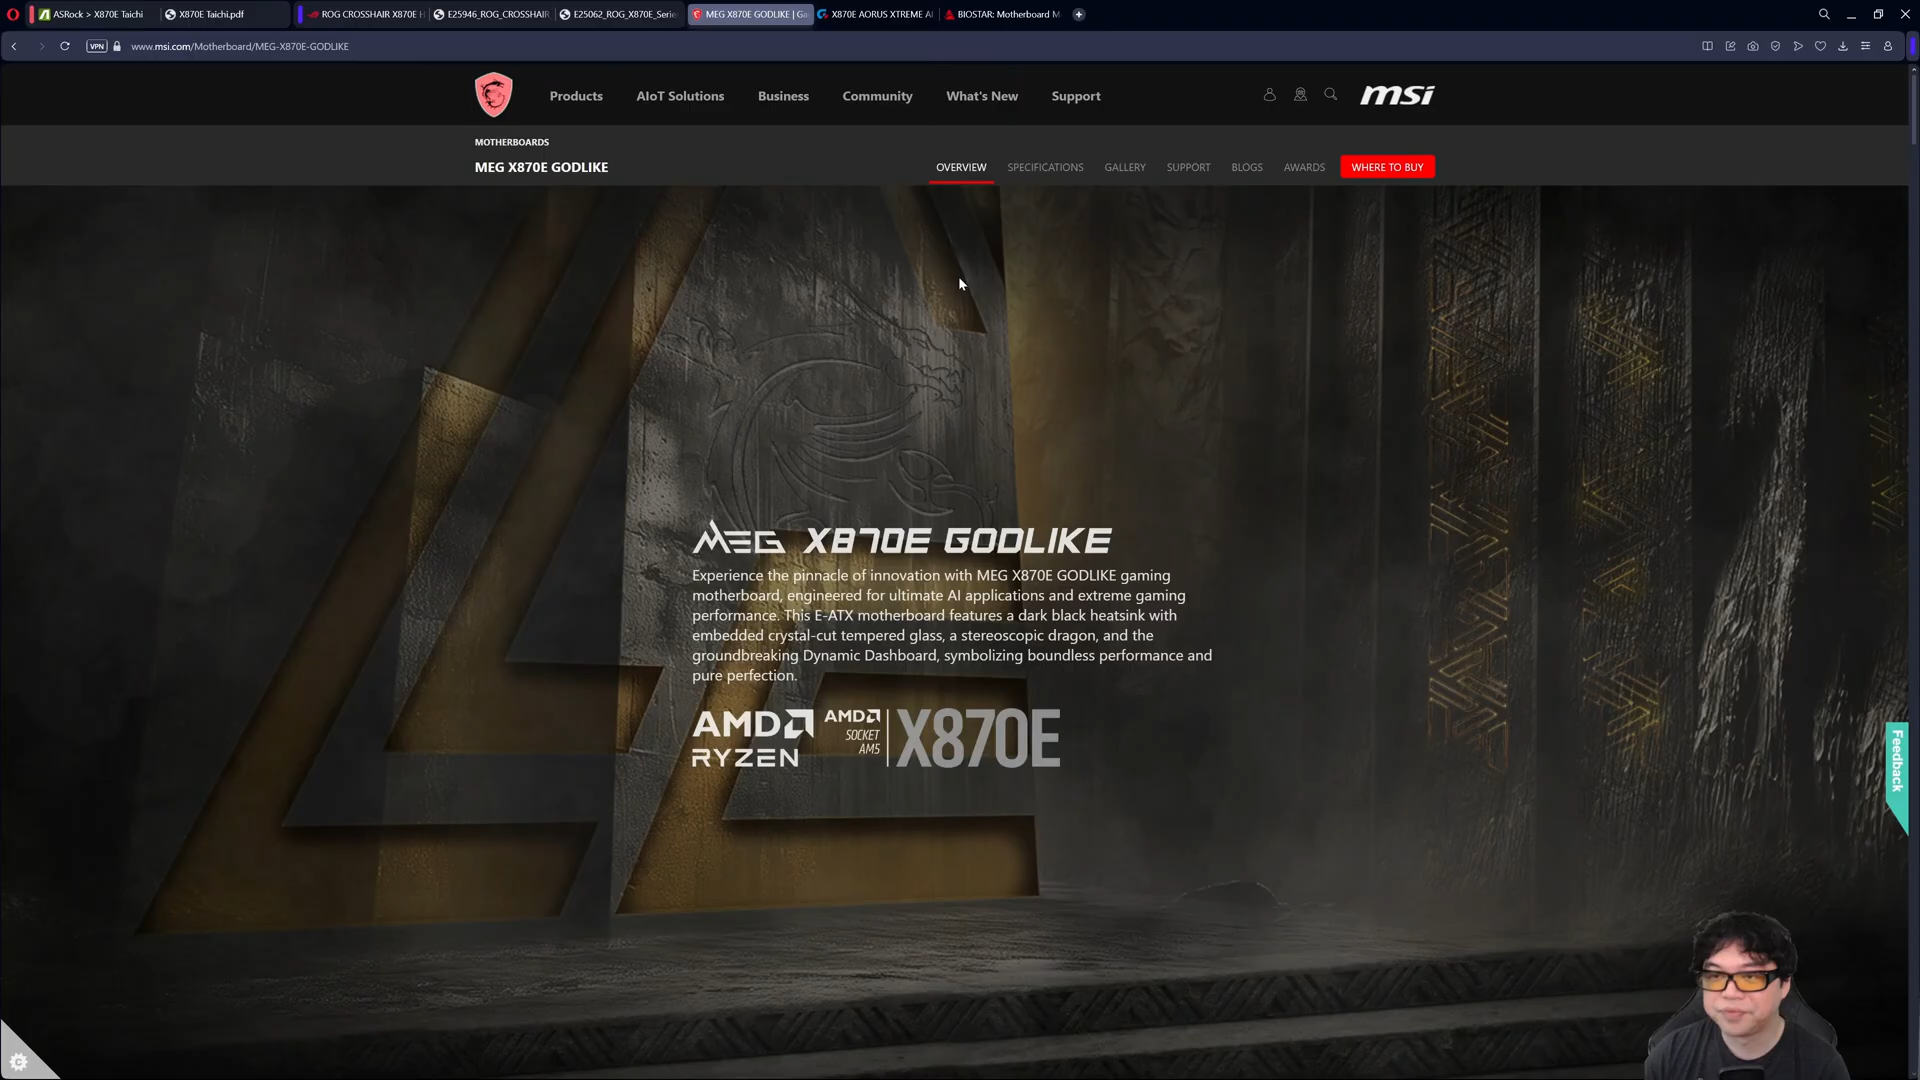 ASRock > X870E Taichi
X870E Taichi.pdf
ROG CROSSHAIR X870E H
E25946_ROG_CROSSHAIR
E25062_ROG_X870E_Serie
MEG X870E GODLIKE | Ga
X870E AORUS XTREME AI
BIOSTAR: Motherboard M
VPN
www.msi.com/Motherboard/MEG-X870E-GODLIKE
Products
AIoT Solutions
Business
Community
What's New
Support
msi
MOTHERBOARDS
MEG X870E GODLIKE
OVERVIEW
SPECIFICATIONS
GALLERY
SUPPORT
BLOGS
AWARDS
WHERE TO BUY
MEG X870E GODLIKE
Experience the pinnacle of innovation with MEG X870E GODLIKE gaming
motherboard, engineered for ultimate AI applications and extreme gaming
performance. This E-ATX motherboard features a dark black heatsink with
embedded crystal-cut tempered glass, a stereoscopic dragon, and the
groundbreaking Dynamic Dashboard, symbolizing boundless performance and
pure perfection.
AMD
RYZEN
AMD
SOCKET
AM5
X870E
Feedback